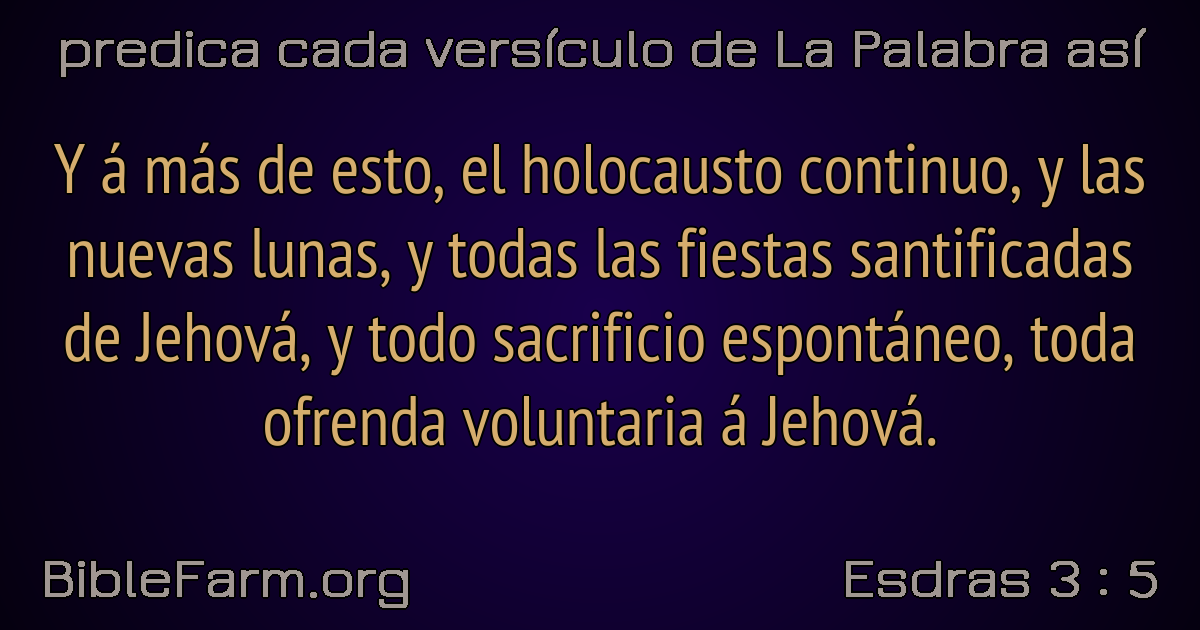 predica cada versículo de La Palabra así
Y á más de esto, el holocausto continuo, y las
nuevas lunas, y todas las fiestas santificadas
de Jehová, y todo sacrificio espontáneo, toda
ofrenda voluntaria á Jehová.
BibleFarm.org
Esdras 3 : 5